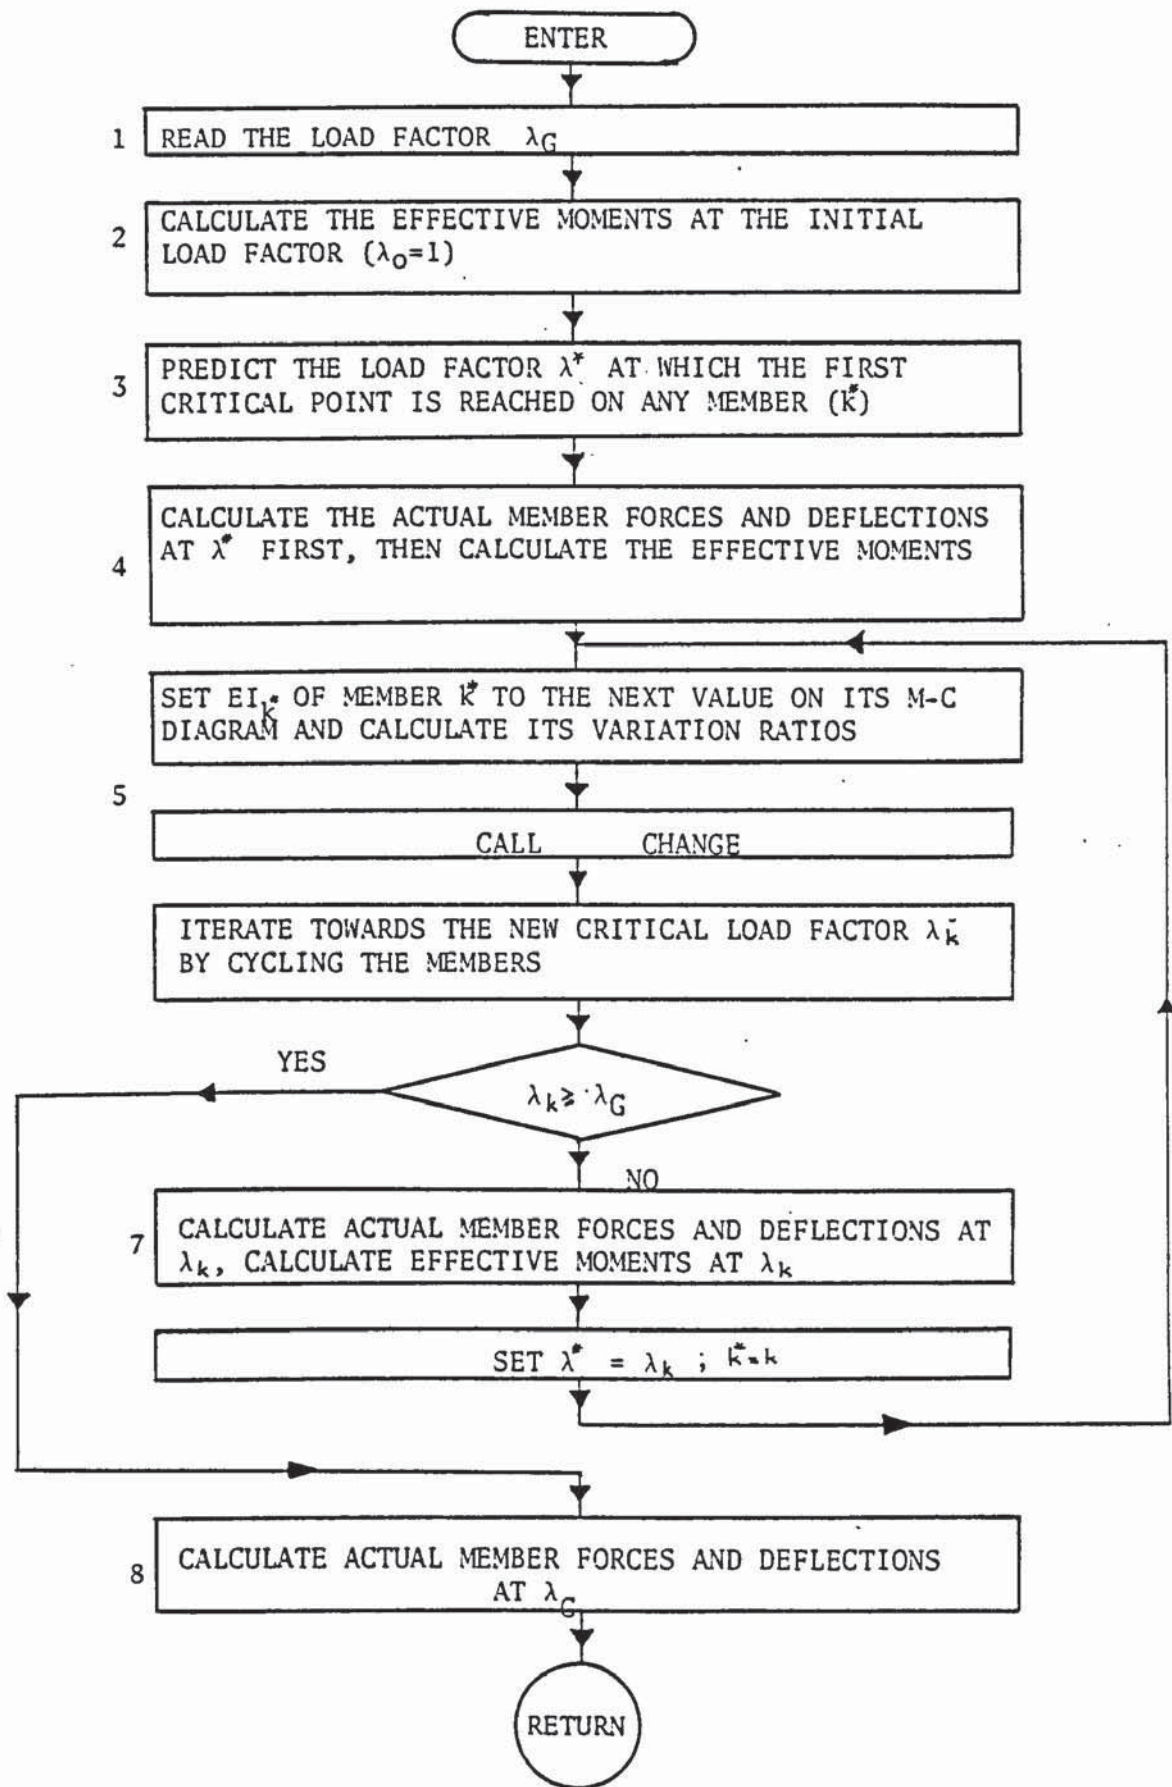 ENTER
1 READ THE LOAD FACTOR λG
2 CALCULATE THE EFFECTIVE MOMENTS AT THE INITIAL
LOAD FACTOR (λo=1)
3 PREDICT THE LOAD FACTOR λ* AT WHICH THE FIRST
CRITICAL POINT IS REACHED ON ANY MEMBER (k*)
CALCULATE THE ACTUAL MEMBER FORCES AND DEFLECTIONS
AT λ* FIRST, THEN CALCULATE THE EFFECTIVE MOMENTS
4
SET EIk* OF MEMBER k* TO THE NEXT VALUE ON ITS M-C
DIAGRAM AND CALCULATE ITS VARIATION RATIOS
5
CALL CHANGE
ITERATE TOWARDS THE NEW CRITICAL LOAD FACTOR λk
BY CYCLING THE MEMBERS
YES
λk ≥ λG
NO
7 CALCULATE ACTUAL MEMBER FORCES AND DEFLECTIONS AT
λk, CALCULATE EFFECTIVE MOMENTS AT λk
SET λ* = λk ; k*=k
8 CALCULATE ACTUAL MEMBER FORCES AND DEFLECTIONS
AT λG
RETURN